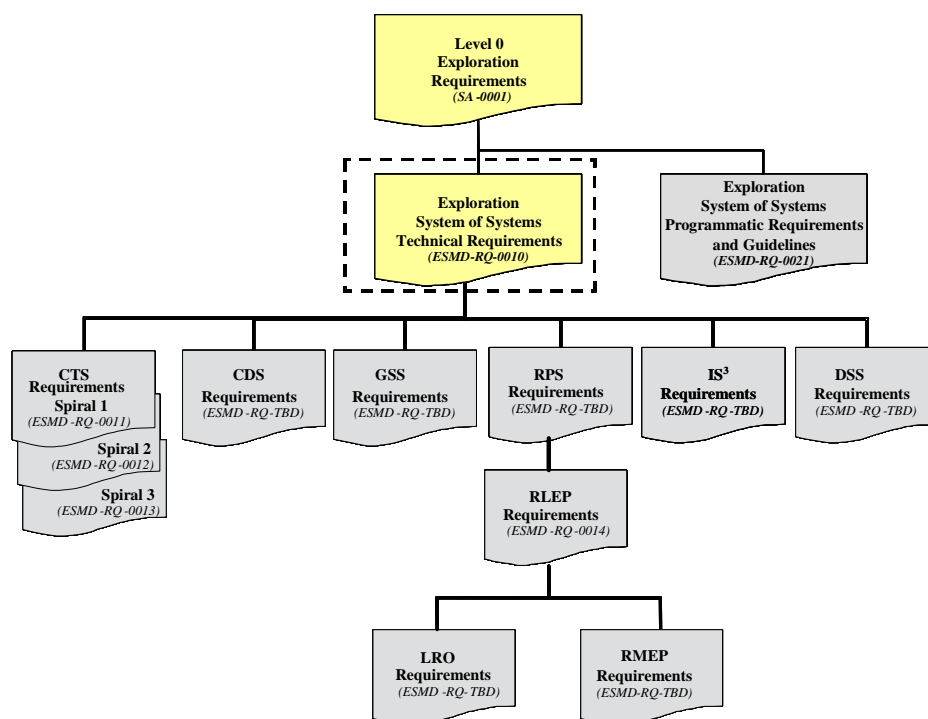 Level 0
Exploration
Requirements
(SA -0001)
Exploration
System of Systems
Technical Requirements
(ESMD-RQ-0010)
Exploration
System of Systems
Programmatic Requirements
and Guidelines
(ESMD-RQ-0021)
CTS
Requirements
Spiral 1
(ESMD -RQ-0011)
Spiral 2
(ESMD -RQ -0012)
Spiral 3
(ESMD -RQ -0013)
CDS
Requirements
(ESMD -RQ-TBD)
GSS
Requirements
(ESMD -RQ-TBD)
RPS
Requirements
(ESMD -RQ-TBD)
IS³
Requirements
(ESMD -RQ-TBD)
DSS
Requirements
(ESMD -RQ-TBD)
RLEP
Requirements
(ESMD -RQ -0014)
LRO
Requirements
(ESMD -RQ- TBD)
RMEP
Requirements
(ESMD-RQ-TBD)